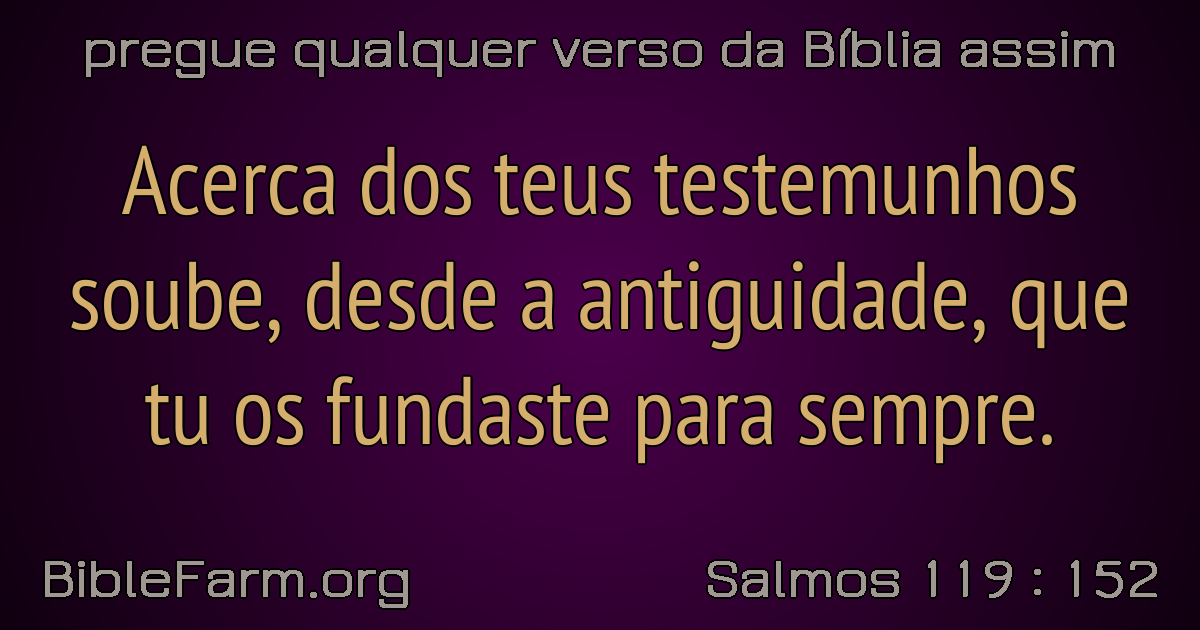 pregue qualquer verso da Bíblia assim
Acerca dos teus testemunhos
soube, desde a antiguidade, que
tu os fundaste para sempre.
BibleFarm.org
Salmos 119 : 152